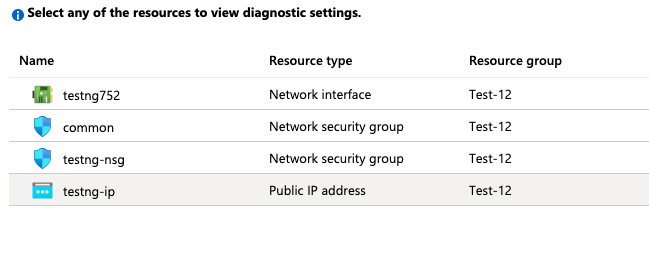 Select any of the resources to view diagnostic settings.
Name Resource type Resource group
testng752 Network interface Test-12
common Network security group Test-12
testng-nsg Network security group Test-12
testng-ip Public IP address Test-12